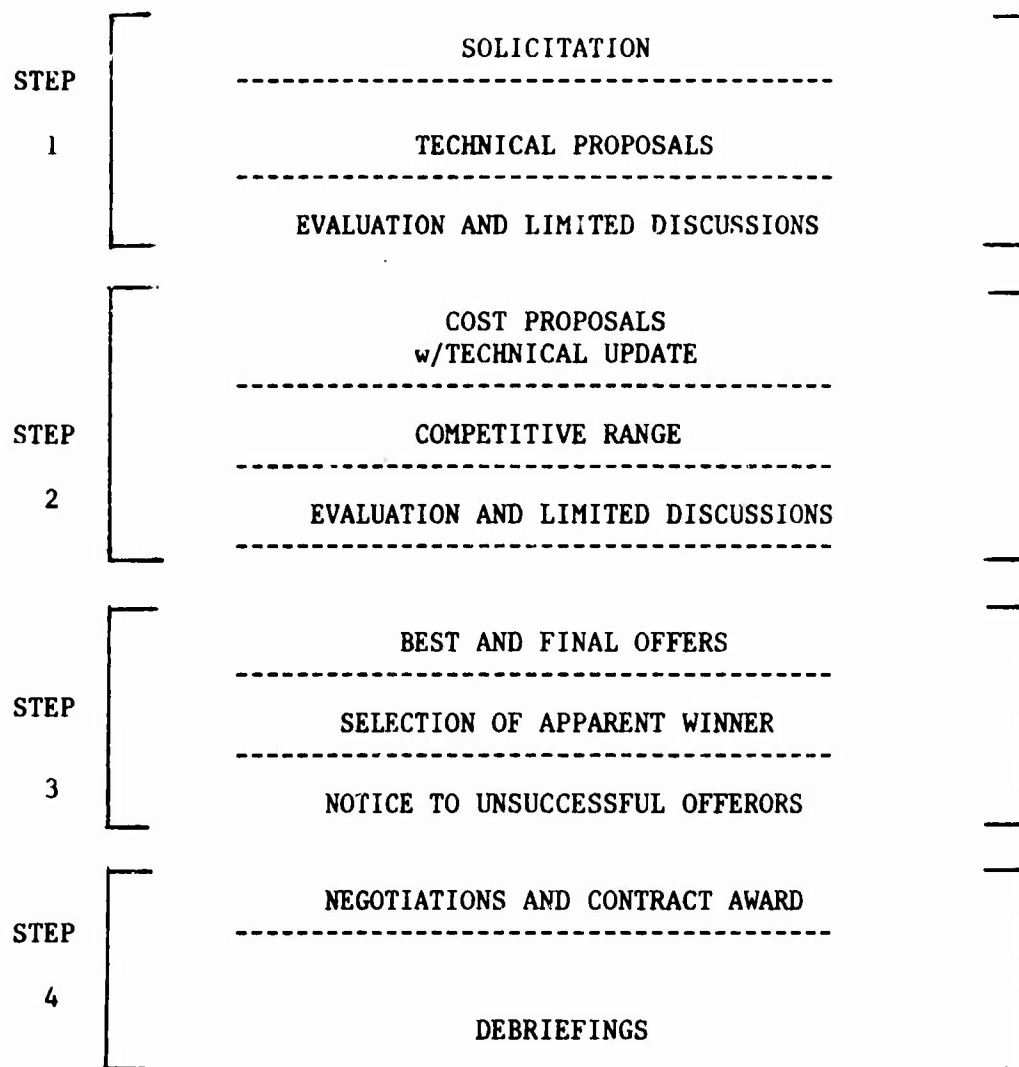 STEP
1
SOLICITATION
TECHNICAL PROPOSALS
EVALUATION AND LIMITED DISCUSSIONS
STEP
2
COST PROPOSALS
w/TECHNICAL UPDATE
COMPETITIVE RANGE
EVALUATION AND LIMITED DISCUSSIONS
STEP
3
BEST AND FINAL OFFERS
SELECTION OF APPARENT WINNER
NOTICE TO UNSUCCESSFUL OFFERORS
STEP
4
NEGOTIATIONS AND CONTRACT AWARD
DEBRIEFINGS